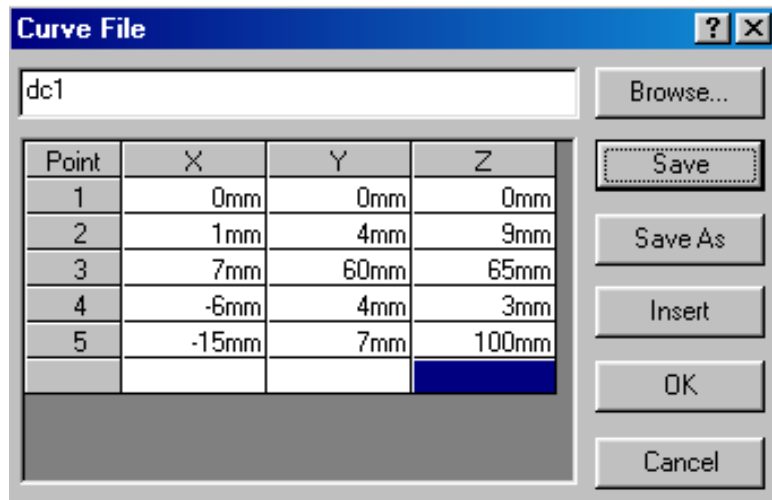 Curve File ? ×
dc1 Browse...
Point X Y Z Save
1 0mm 0mm 0mm
2 1mm 4mm 9mm Save As
3 7mm 60mm 65mm
4 -6mm 4mm 3mm Insert
5 -15mm 7mm 100mm
OK
Cancel